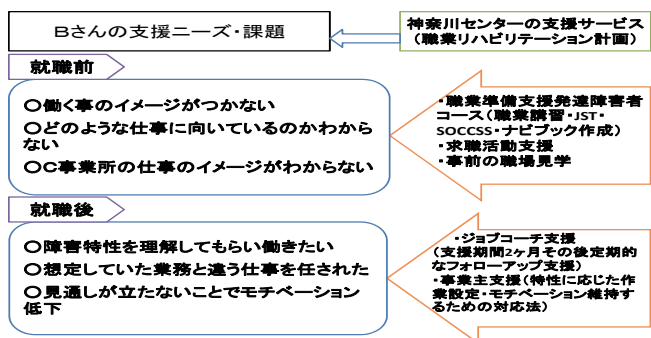 Bさんの支援ニーズ・課題
神奈川センターの支援サービス
（職業リハビリテーション計画）
就職前
〇働く事のイメージがつかない
〇どのような仕事に向いているのかわから
ない
〇C事業所の仕事のイメージがわからない
・職業準備支援発達障害者
コース（職業講習・JST・
SOCCSS・ナビブック作成）
・求職活動支援
・事前の職場見学
就職後
〇障害特性を理解してもらい働きたい
〇想定していた業務と違う仕事を任された
〇見通しが立たないことでモチベーション
低下
・ジョブコーチ支援
（支援期間2ヶ月その後定期的
なフォローアップ支援）
・事業主支援（特性に応じた作
業設定・モチベーション維持す
るための対応法）